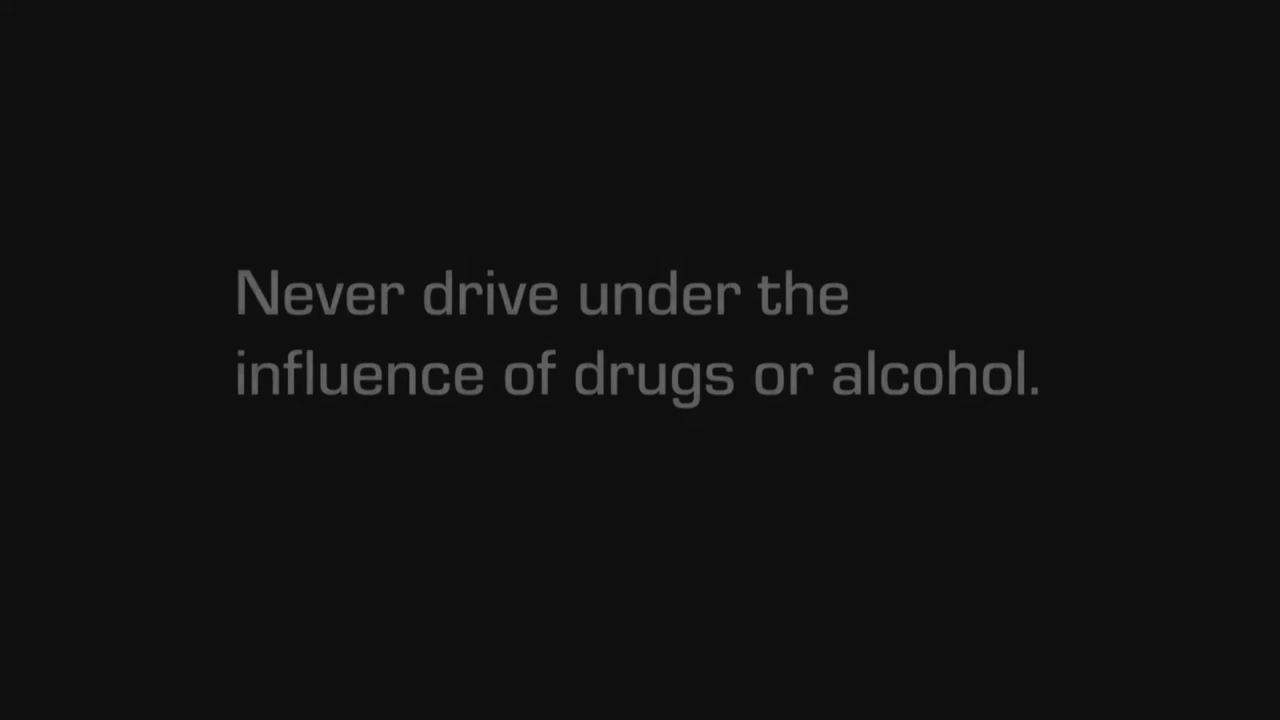 Never drive under the
influence of drugs or alcohol.